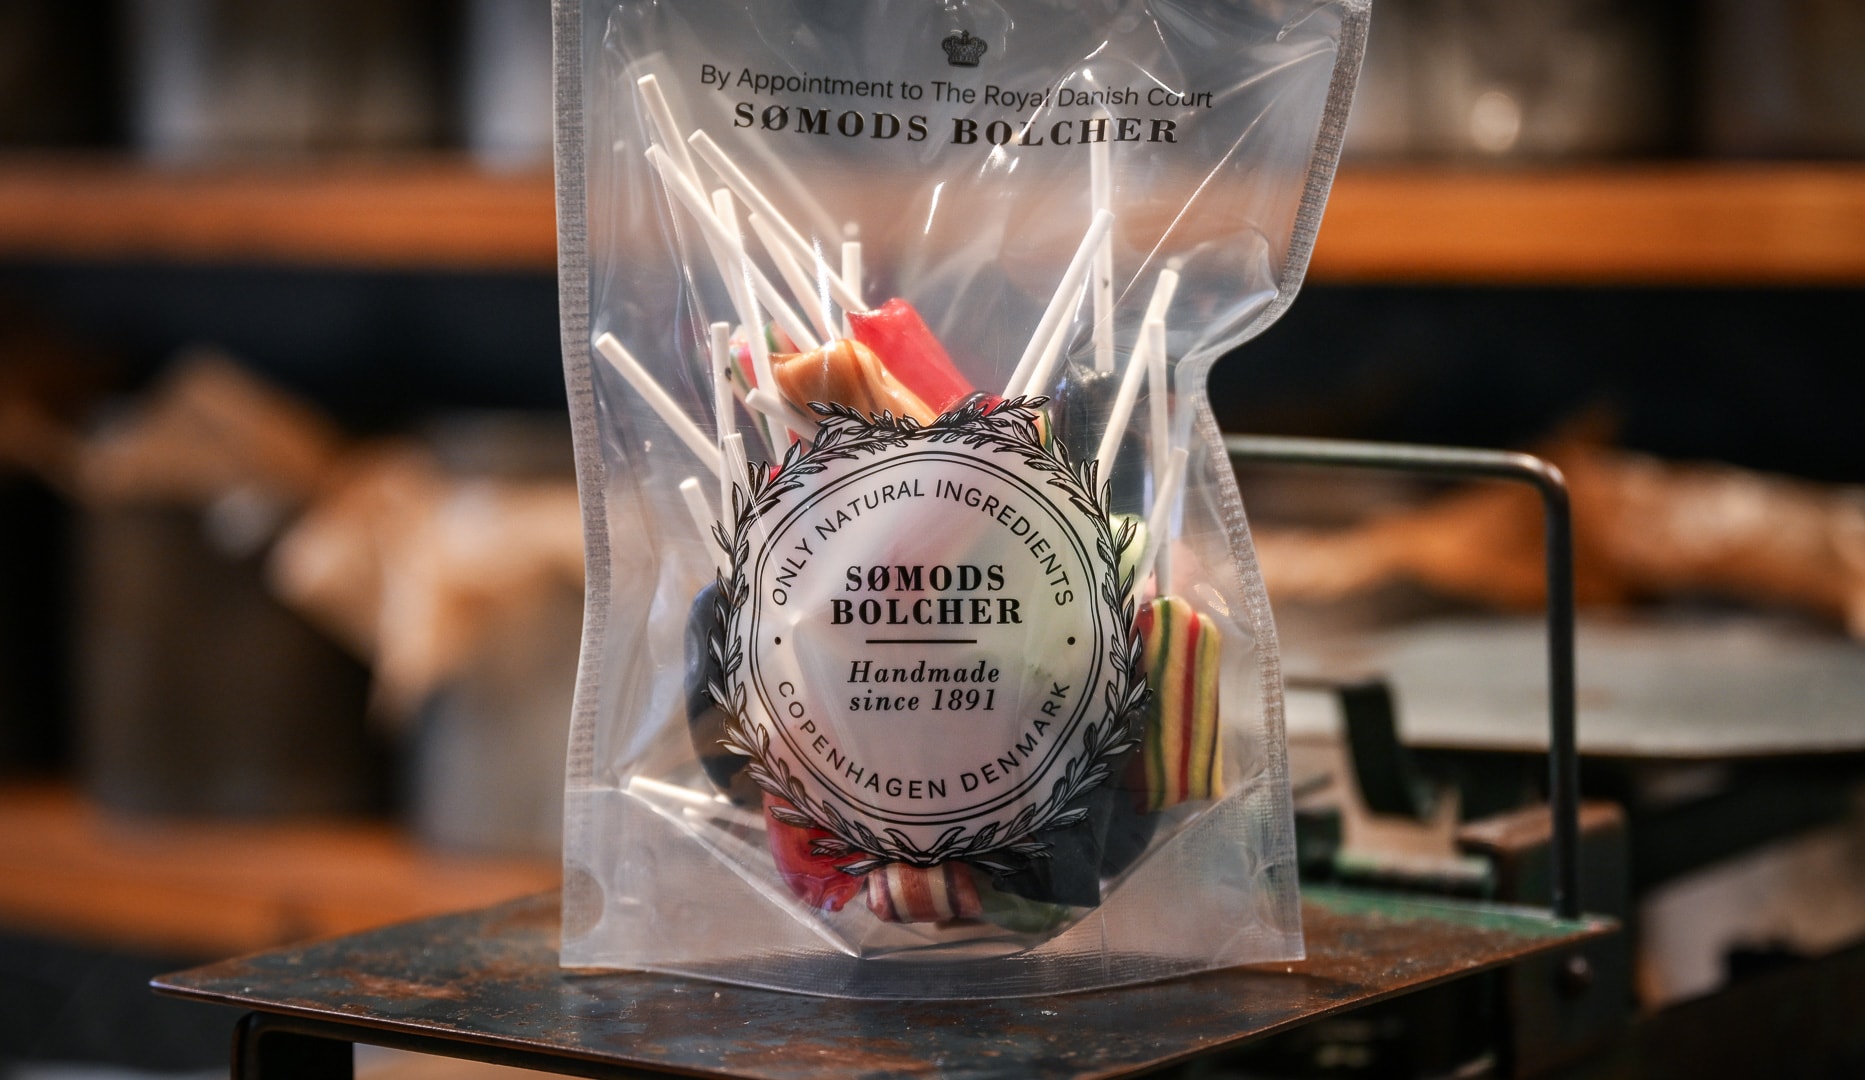 By Appointment to The Royal Danish Court
SØMODS BOLCHER
ONLY NATURAL INGREDIENTS
SØMODS
BOLCHER
Handmade
since 1891
COPENHAGEN DENMARK